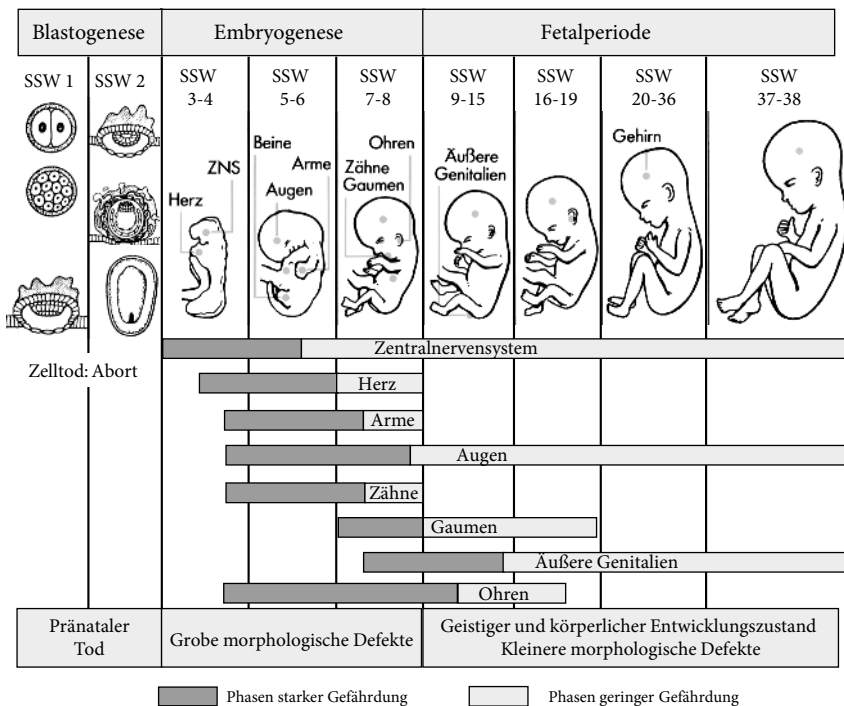 Blastogenese
Embryogenese
Fetalperiode
SSW 1
SSW 2
SSW
3-4
SSW
5-6
SSW
7-8
SSW
9-15
SSW
16-19
SSW
20-36
SSW
37-38
Herz
ZNS
Beine
Augen
Arme
Ohren
Zähne
Gaumen
Äußere
Genitalien
Gehirn
Zelltod: Abort
Zentralnervensystem
Herz
Arme
Augen
Zähne
Gaumen
Äußere Genitalien
Ohren
Pränataler
Tod
Grobe morphologische Defekte
Geistiger und körperlicher Entwicklungszustand
Kleinere morphologische Defekte
Phasen starker Gefährdung
Phasen geringer Gefährdung